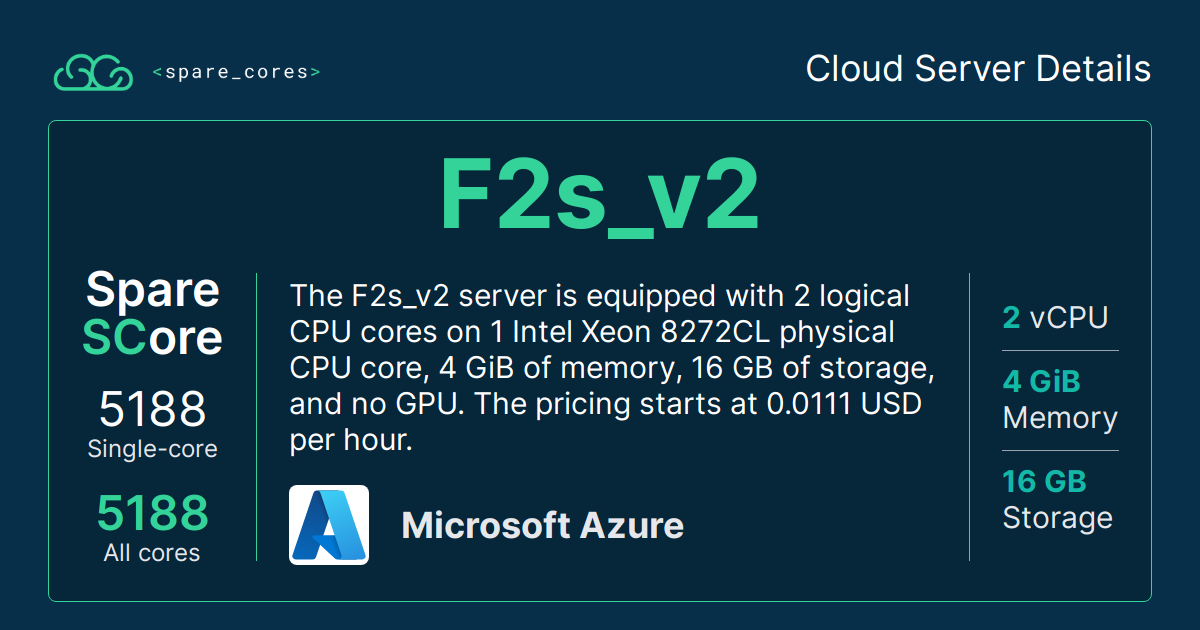 <spare_cores>
Cloud Server Details
F2s_v2
Spare
SCore
5188
Single-core
5188
All cores
The F2s_v2 server is equipped with 2 logical
CPU cores on 1 Intel Xeon 8272CL physical
CPU core, 4 GiB of memory, 16 GB of storage,
and no GPU. The pricing starts at 0.0111 USD
per hour.
Microsoft Azure
2 vCPU
4 GiB
Memory
16 GB
Storage